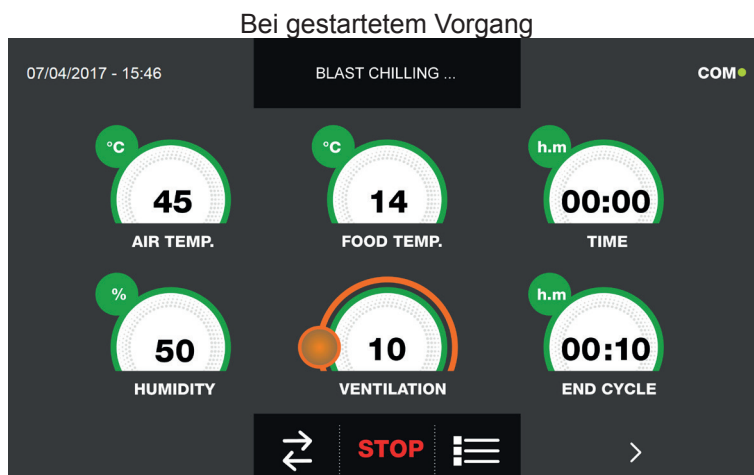 Bei gestartetem Vorgang
07/04/2017 - 15:46 BLAST CHILLING ... COM
°C °C h.m
45 14 00:00
AIR TEMP. FOOD TEMP. TIME
% h.m
50 10 00:10
HUMIDITY VENTILATION END CYCLE
STOP